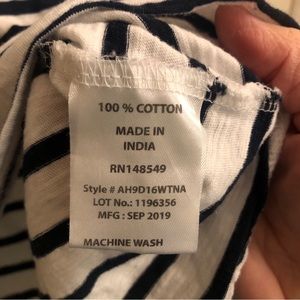 100 % COTTON
MADE IN
INDIA
RN148549
Style # AH9D16WTNA
LOT No.: 1196356
MFG : SEP 2019
MACHINE WASH